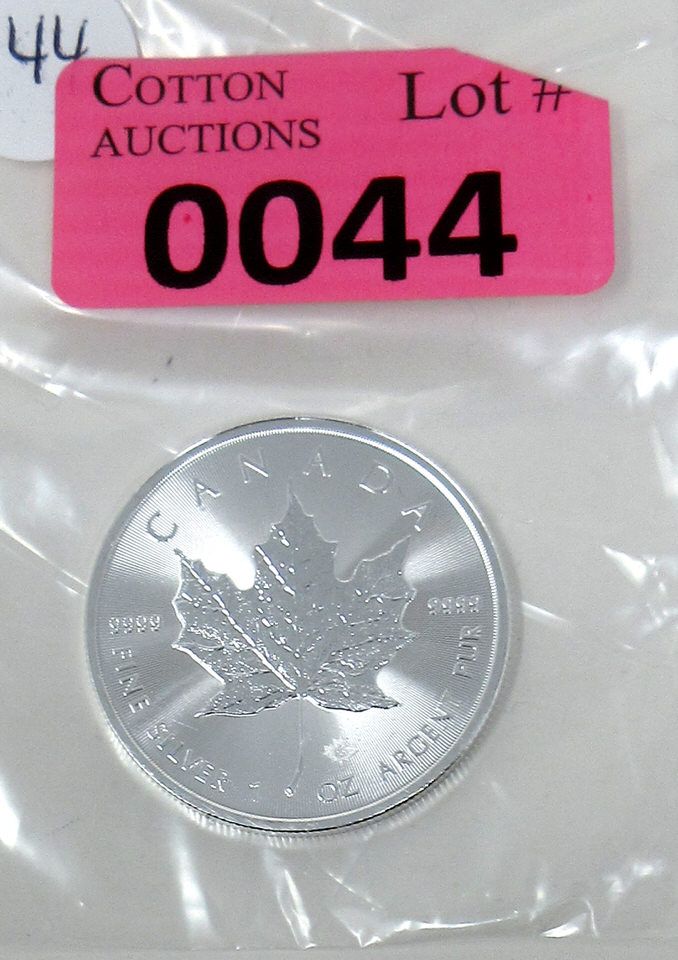 44
COTTON
AUCTIONS
Lot #
0044
CANADA
9999
9999
FINE SILVER 1 OZ ARGENT PUR